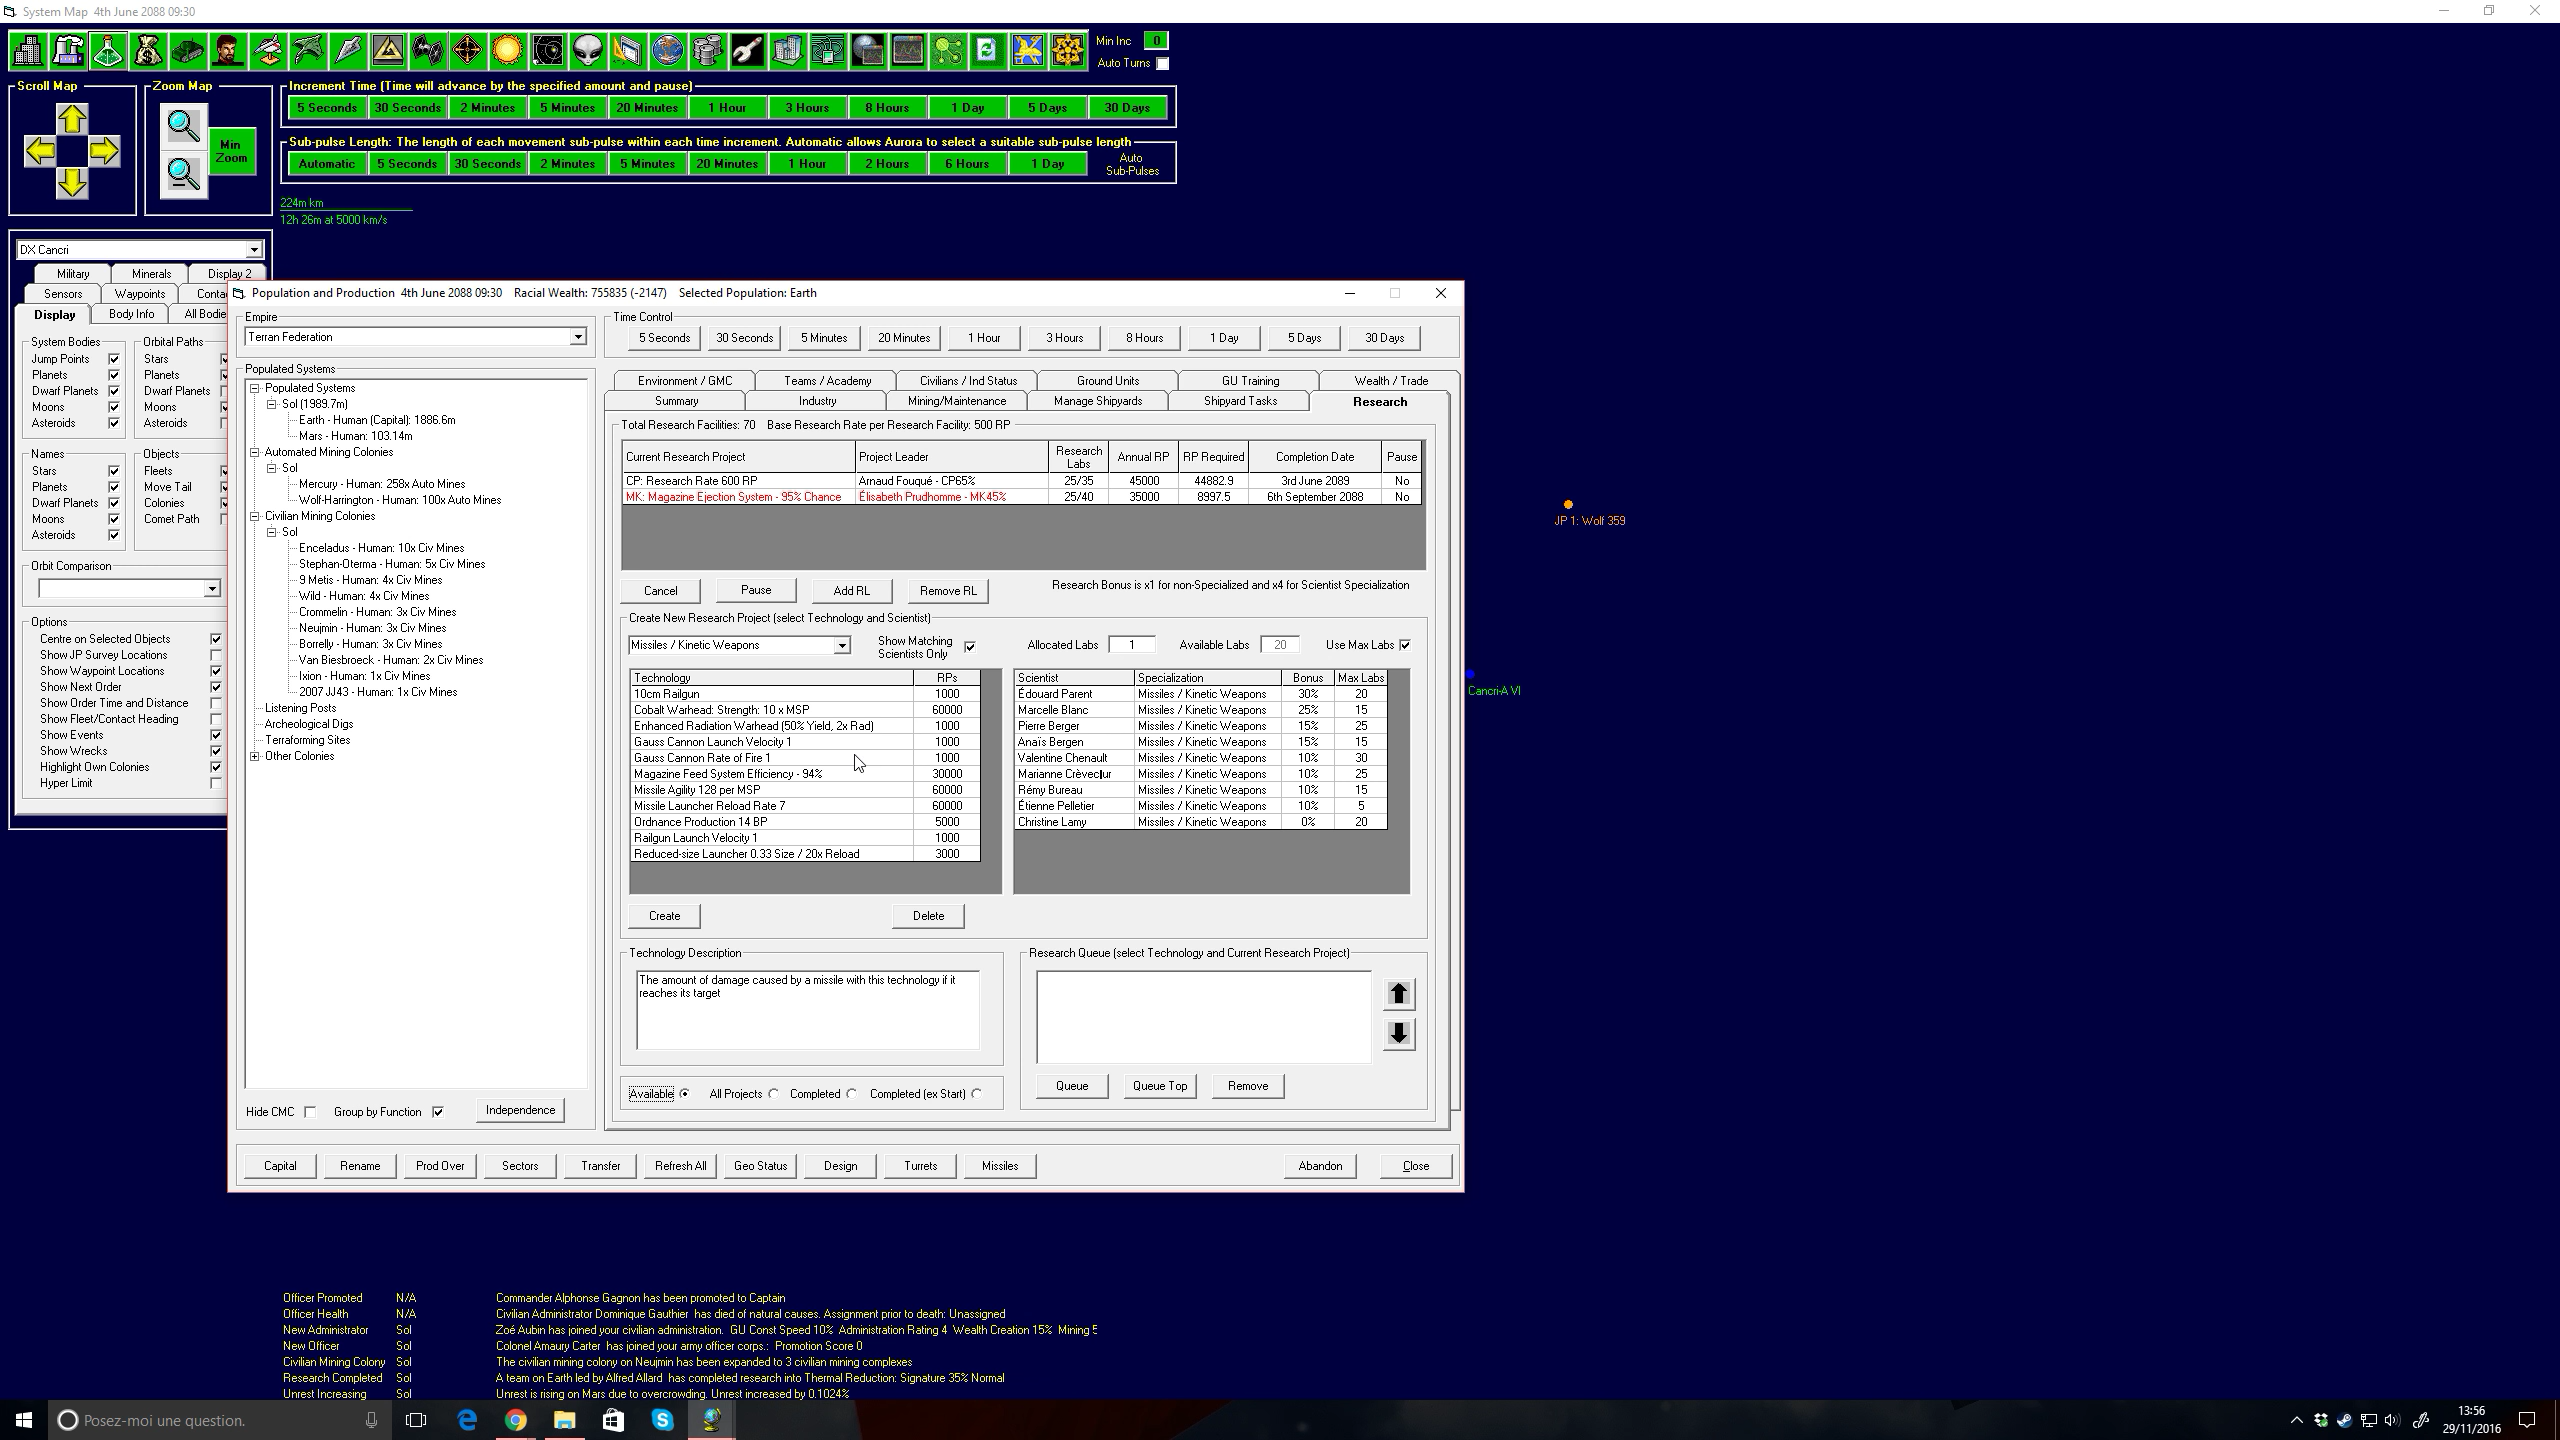 System Map  4th June 2088 09:30
Min Inc 0
Auto Turns
Scroll Map
Zoom Map
Min Zoom
Increment Time (Time will advance by the specified amount and pause)
5 Seconds 30 Seconds 2 Minutes 5 Minutes 20 Minutes 1 Hour 3 Hours 8 Hours 1 Day 5 Days 30 Days
Sub-pulse Length: The length of each movement sub-pulse within each time increment. Automatic allows Aurora to select a suitable sub-pulse length
Automatic 5 Seconds 30 Seconds 2 Minutes 5 Minutes 20 Minutes 1 Hour 2 Hours 6 Hours 1 Day Auto Sub-Pulses
224m km
12h 26m at 5000 km/s
DX Cancri
Military Minerals Display 2
Sensors Waypoints Conta
Display Body Info All Bodie
System Bodies
Jump Points
Planets
Dwarf Planets
Moons
Asteroids
Orbital Paths
Stars
Planets
Dwarf Planets
Moons
Asteroids
Names
Stars
Planets
Dwarf Planets
Moons
Asteroids
Objects
Fleets
Move Tail
Colonies
Comet Path
Orbit Comparison
Options
Centre on Selected Objects
Show JP Survey Locations
Show Waypoint Locations
Show Next Order
Show Order Time and Distance
Show Fleet/Contact Heading
Show Events
Show Wrecks
Highlight Own Colonies
Hyper Limit
Population and Production  4th June 2088 09:30   Racial Wealth: 755835 (-2147)   Selected Population: Earth
Empire
Terran Federation
Populated Systems
Populated Systems
Sol (1989.7m)
Earth - Human (Capital): 1886.6m
Mars - Human: 103.14m
Automated Mining Colonies
Sol
Mercury - Human: 258x Auto Mines
Wolf-Harrington - Human: 100x Auto Mines
Civilian Mining Colonies
Sol
Enceladus - Human: 10x Civ Mines
Stephan-Oterma - Human: 5x Civ Mines
9 Metis - Human: 4x Civ Mines
Wild - Human: 4x Civ Mines
Crommelin - Human: 3x Civ Mines
Neujmin - Human: 3x Civ Mines
Borrelly - Human: 3x Civ Mines
Van Biesbroeck - Human: 2x Civ Mines
Ixion - Human: 1x Civ Mines
2007 JJ43 - Human: 1x Civ Mines
Listening Posts
Archeological Digs
Terraforming Sites
Other Colonies
Hide CMC Group by Function Independence
Time Control
5 Seconds 30 Seconds 5 Minutes 20 Minutes 1 Hour 3 Hours 8 Hours 1 Day 5 Days 30 Days
Environment / GMC Teams / Academy Civilians / Ind Status Ground Units GU Training Wealth / Trade
Summary Industry Mining/Maintenance Manage Shipyards Shipyard Tasks Research
Total Research Facilities: 70   Base Research Rate per Research Facility: 500 RP
Current Research Project Project Leader Research Labs Annual RP RP Required Completion Date Pause
CP: Research Rate 600 RP Arnaud Fouqué - CP65% 25/35 45000 44882.9 3rd June 2089 No
MK: Magazine Ejection System - 95% Chance Élisabeth Prudhomme - MK45% 25/40 35000 8997.5 6th September 2088 No
Cancel Pause Add RL Remove RL Research Bonus is x1 for non-Specialized and x4 for Scientist Specialization
Create New Research Project (select Technology and Scientist)
Missiles / Kinetic Weapons Show Matching Scientists Only Allocated Labs 1 Available Labs 20 Use Max Labs
Technology RPs
10cm Railgun 1000
Cobalt Warhead: Strength: 10 x MSP 60000
Enhanced Radiation Warhead (50% Yield, 2x Rad) 1000
Gauss Cannon Launch Velocity 1 1000
Gauss Cannon Rate of Fire 1 1000
Magazine Feed System Efficiency - 94% 30000
Missile Agility 128 per MSP 60000
Missile Launcher Reload Rate 7 60000
Ordnance Production 14 BP 5000
Railgun Launch Velocity 1 1000
Reduced-size Launcher 0.33 Size / 20x Reload 3000
Scientist Specialization Bonus Max Labs
Édouard Parent Missiles / Kinetic Weapons 30% 20
Marcelle Blanc Missiles / Kinetic Weapons 25% 15
Pierre Berger Missiles / Kinetic Weapons 15% 25
Anaïs Bergen Missiles / Kinetic Weapons 15% 15
Valentine Chenault Missiles / Kinetic Weapons 10% 30
Marianne Crèvecœur Missiles / Kinetic Weapons 10% 25
Rémy Bureau Missiles / Kinetic Weapons 10% 15
Étienne Pelletier Missiles / Kinetic Weapons 10% 5
Christine Lamy Missiles / Kinetic Weapons 0% 20
Create Delete
Technology Description
The amount of damage caused by a missile with this technology if it
reaches its target
Research Queue (select Technology and Current Research Project)
Available All Projects Completed Completed (ex Start)
Queue Queue Top Remove
Capital Rename Prod Over Sectors Transfer Refresh All Geo Status Design Turrets Missiles Abandon Close
JP 1: Wolf 359
Cancri-A VI
Officer Promoted N/A Commander Alphonse Gagnon has been promoted to Captain
Officer Health N/A Civilian Administrator Dominique Gauthier  has died of natural causes. Assignment prior to death: Unassigned
New Administrator Sol Zoé Aubin has joined your civilian administration.  GU Const Speed 10%  Administration Rating 4  Wealth Creation 15%  Mining 5
New Officer Sol Colonel Amaury Carter  has joined your army officer corps.:  Promotion Score 0
Civilian Mining Colony Sol The civilian mining colony on Neujmin has been expanded to 3 civilian mining complexes
Research Completed Sol A team on Earth led by Alfred Allard  has completed research into Thermal Reduction: Signature 35% Normal
Unrest Increasing Sol Unrest is rising on Mars due to overcrowding. Unrest increased by 0.1024%
Posez-moi une question.
13:56
29/11/2016